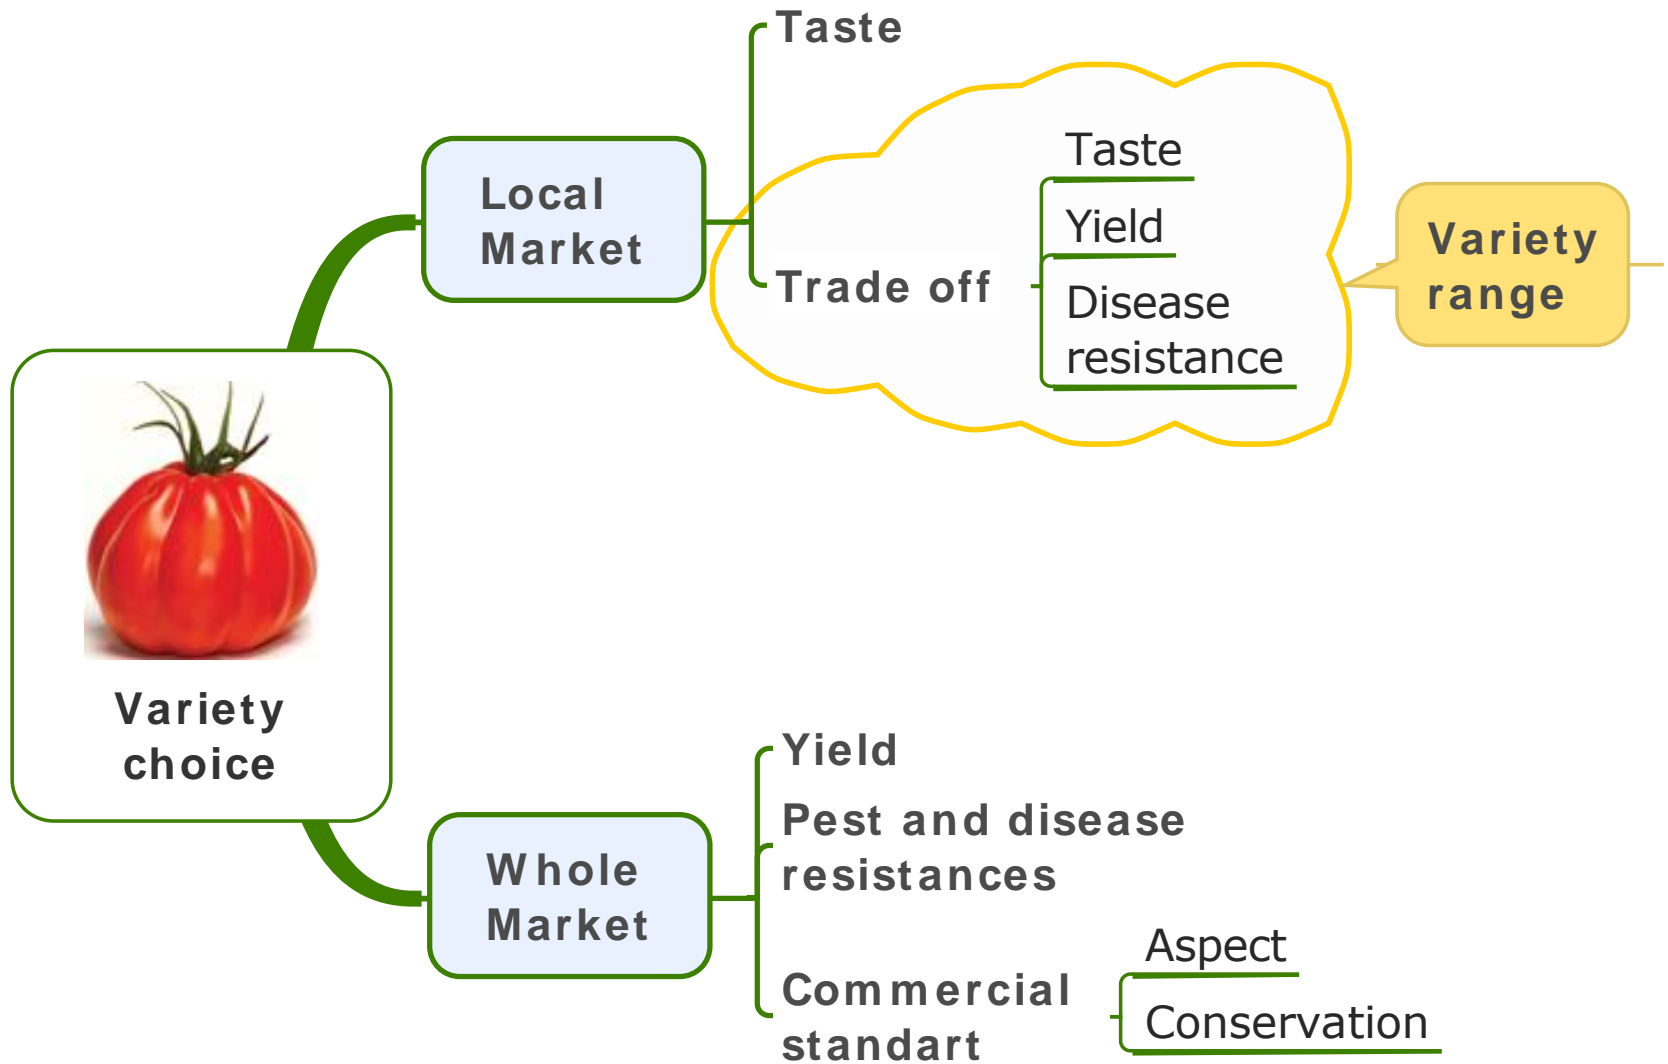 Taste
Local
Market
Trade off
Taste
Yield
Disease
resistance
Variety
range
Variety
choice
Whole
Market
Yield
Pest and disease
resistances
Commercial
standart
Aspect
Conservation